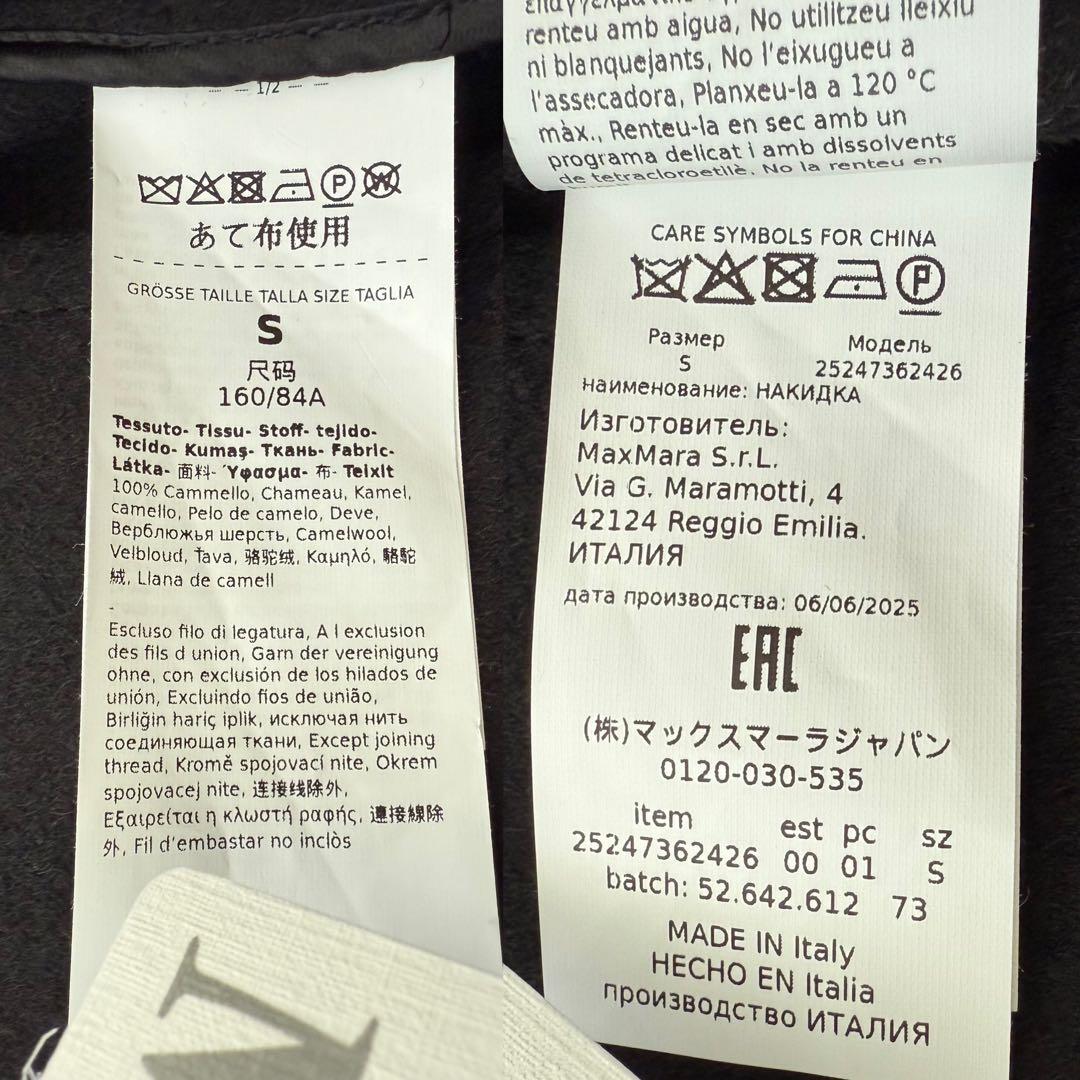 1/2
あて布使用
GRÖSSE TAILLE TALLA SIZE TAGLIA
S
尺码
160/84A
Tessuto- Tissu- Stoff- tejido-
Tecido- Kumaş- Ткань- Fabric-
Látka- 面料- Ύφασμα- 布- Teixit
100% Cammello, Chameau, Kamel,
camello, Pelo de camelo, Deve,
Верблюжья шерсть, Camelwool,
Velbloud, Ťava, 骆驼绒, Καμηλό, 駱駝
絨, Llana de camell
-
Escluso filo di legatura, A l exclusion
des fils d union, Garn der vereinigung
ohne, con exclusión de los hilados de
unión, Excluindo fios de união,
Birliğin hariç iplik, исключая нить
соединяющая ткани, Except joining
thread, Kromě spojovací nite, Okrem
spojovacej nite, 连接线除外,
Εξαιρείται η κλωστή ραφής, 連接線除
外, Fil d'embastar no inclòs
M
renteu amb aigua, No utilitzeu lleixiu
ni blanquejants, No l'eixugueu a
l'assecadora, Planxeu-la a 120 °C
màx., Renteu-la en sec amb un
programa delicat i amb dissolvents
de tetracloroetilè, No la renteu en
CARE SYMBOLS FOR CHINA
Размер Модель
S 25247362426
наименование: НАКИДКА
Изготовитель:
MaxMara S.r.L.
Via G. Maramotti, 4
42124 Reggio Emilia.
ИТАЛИЯ
дата производства: 06/06/2025
EAC
(株)マックスマーラジャパン
0120-030-535
item est pc sz
25247362426 00 01 S
batch: 52.642.612 73
MADE IN Italy
HECHO EN Italia
производство ИТАЛИЯ